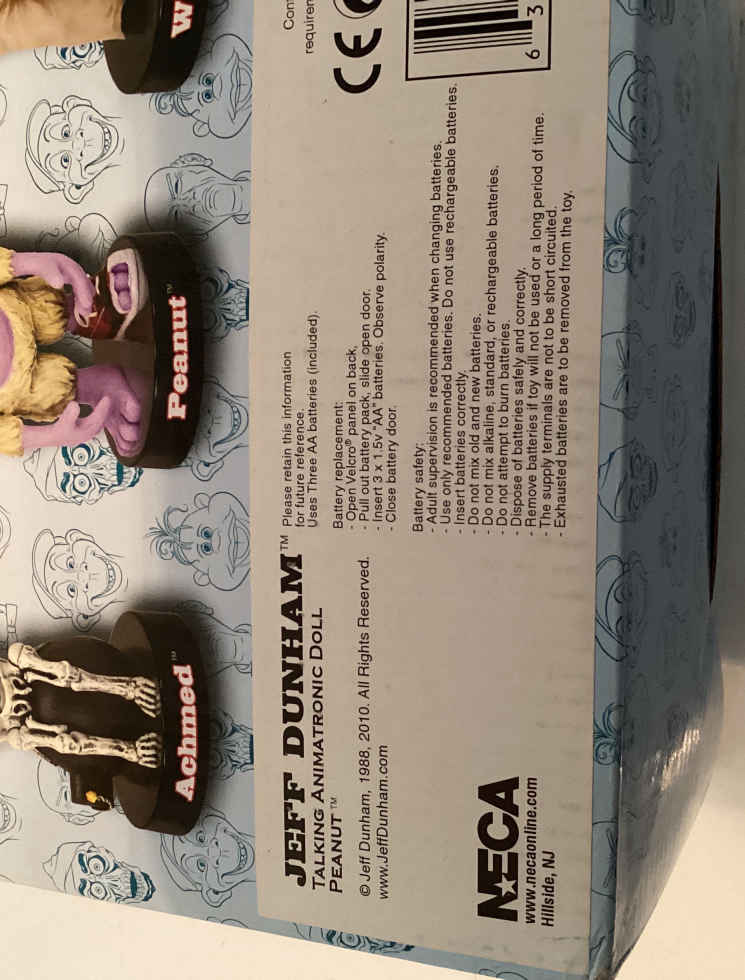 Achmed™
Peanut™
W
JEFF DUNHAM™
TALKING ANIMATRONIC DOLL
PEANUT™
© Jeff Dunham, 1988, 2010. All Rights Reserved.
www.JeffDunham.com
NECA
www.necaonline.com
Hillside, NJ
Please retain this information
for future reference.
Uses Three AA batteries (included).
Battery replacement:
- Open Velcro® panel on back,
- Pull out battery pack, slide open door.
- Insert 3 x 1.5v "AA" batteries. Observe polarity.
- Close battery door.
Battery safety:
- Adult supervision is recommended when changing batteries.
- Use only recommended batteries. Do not use rechargeable batteries.
- Insert batteries correctly.
- Do not mix old and new batteries.
- Do not mix alkaline, standard, or rechargeable batteries.
- Do not attempt to burn batteries.
- Dispose of batteries safely and correctly.
- Remove batteries if toy will not be used or a long period of time.
- The supply terminals are not to be short circuited.
- Exhausted batteries are to be removed from the toy.
requirem
CE
6 3